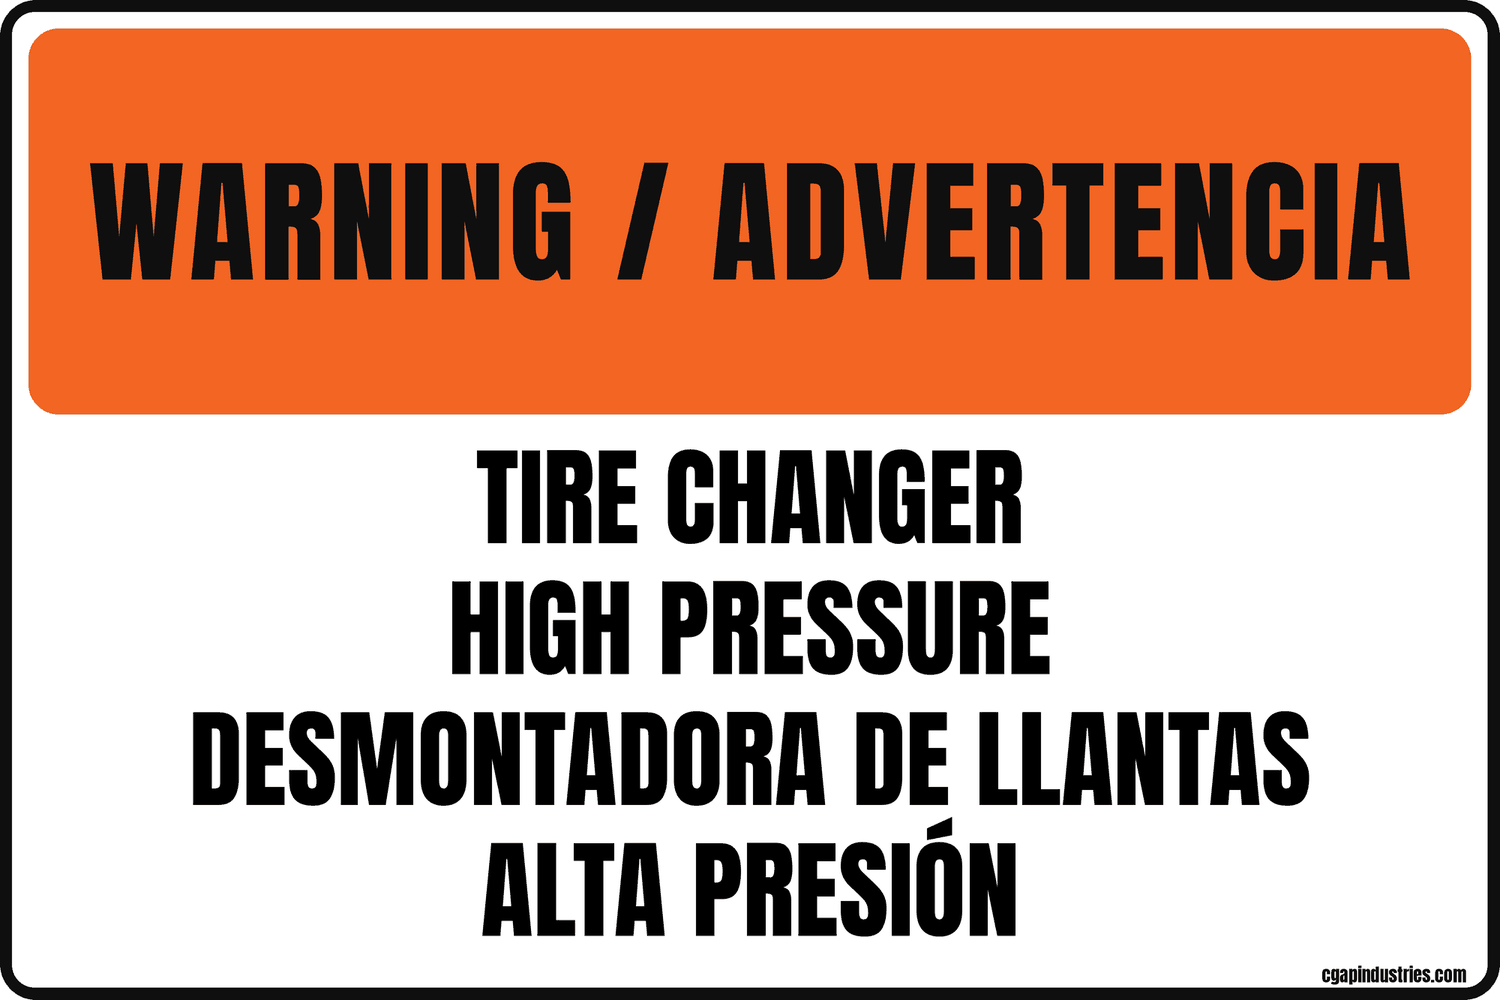 WARNING / ADVERTENCIA
TIRE CHANGER
HIGH PRESSURE
DESMONTADORA DE LLANTAS
ALTA PRESIÓN
cgapindustries.com